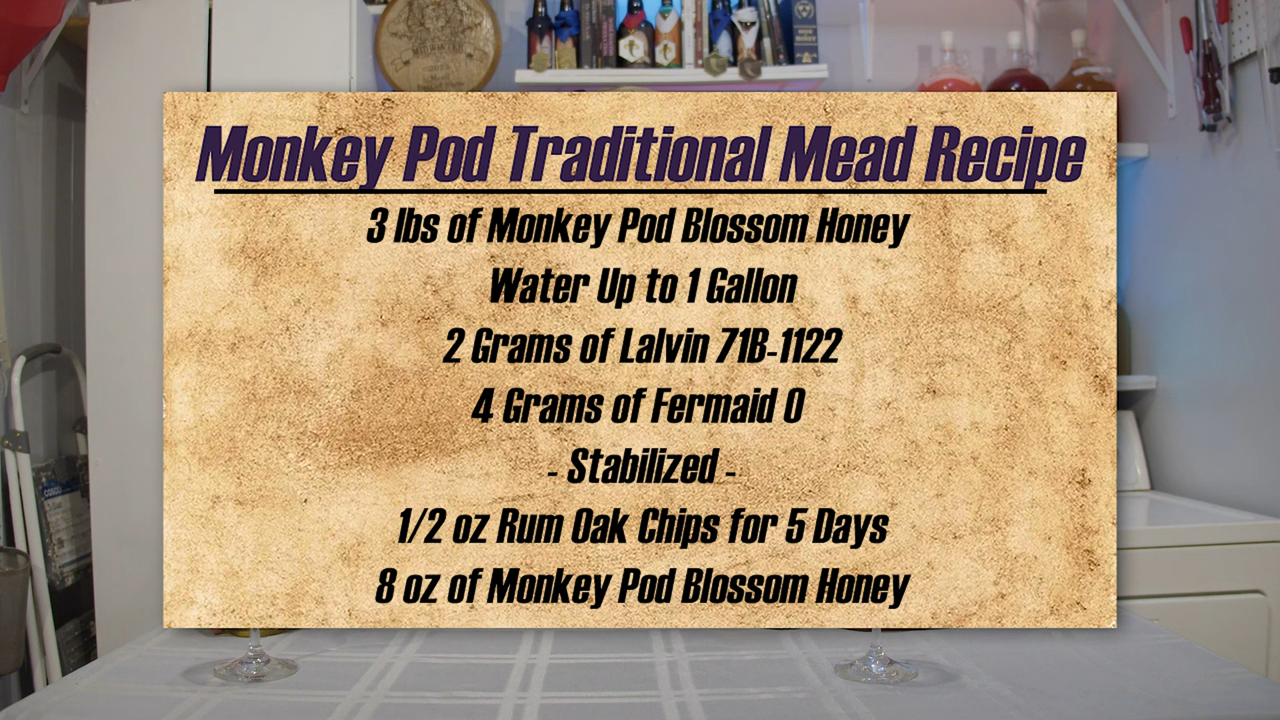 Monkey Pod Traditional Mead Recipe
3 lbs of Monkey Pod Blossom Honey
Water Up to 1 Gallon
2 Grams of Lalvin 71B-1122
4 Grams of Fermaid O
- Stabilized -
1/2 oz Rum Oak Chips for 5 Days
8 oz of Monkey Pod Blossom Honey